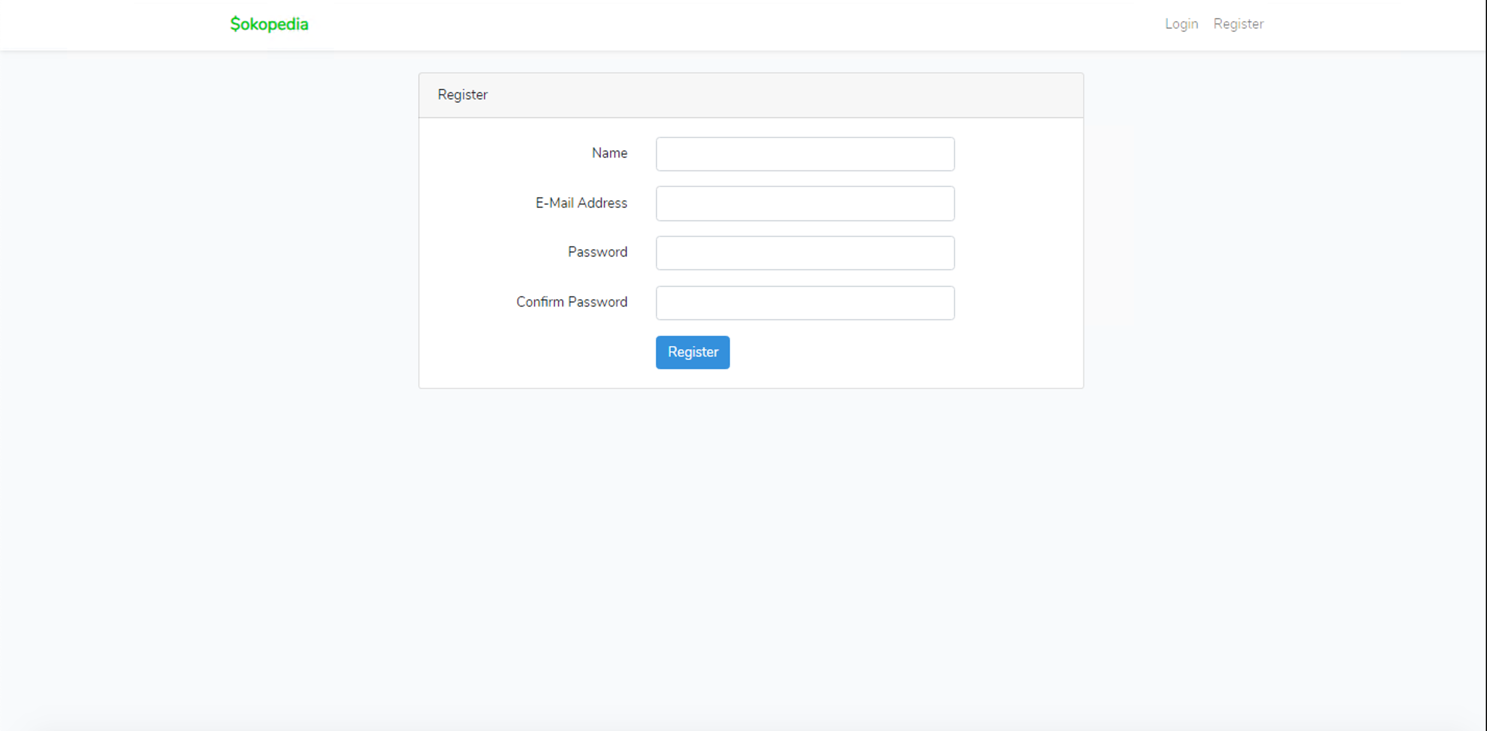 $okopedia
Login Register
Register
Name
E-Mail Address
Password
Confirm Password
Register